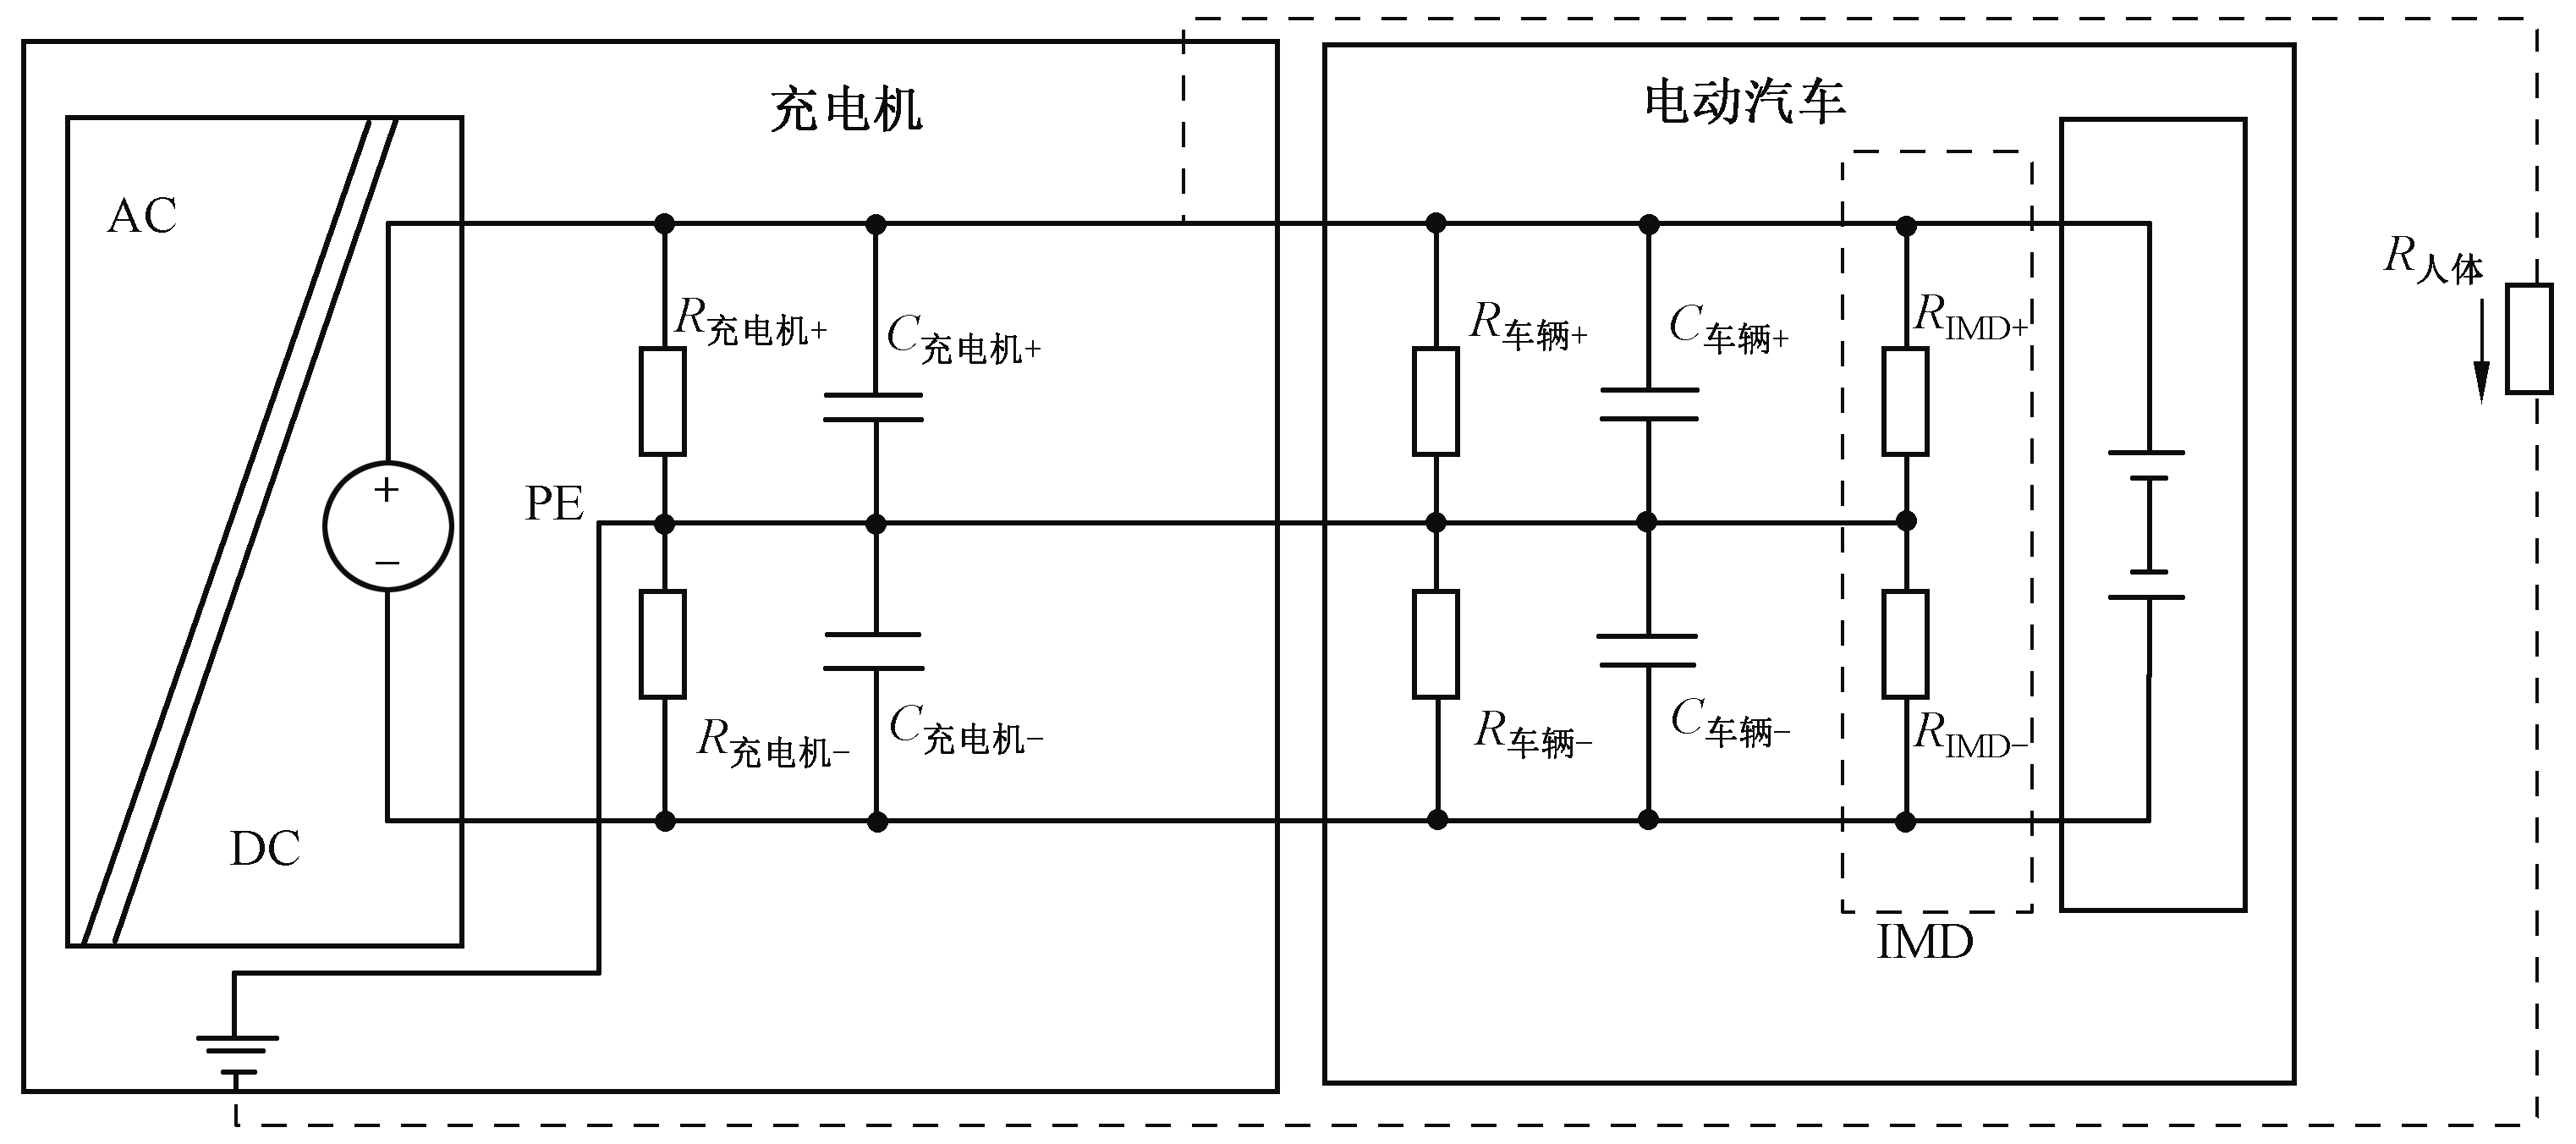 充电机
电动汽车
AC
R人体
R充电机+
C充电机+
R车辆+
C车辆+
RIMD+
+
PE
−
R充电机−
C充电机−
R车辆−
C车辆−
RIMD−
DC
IMD